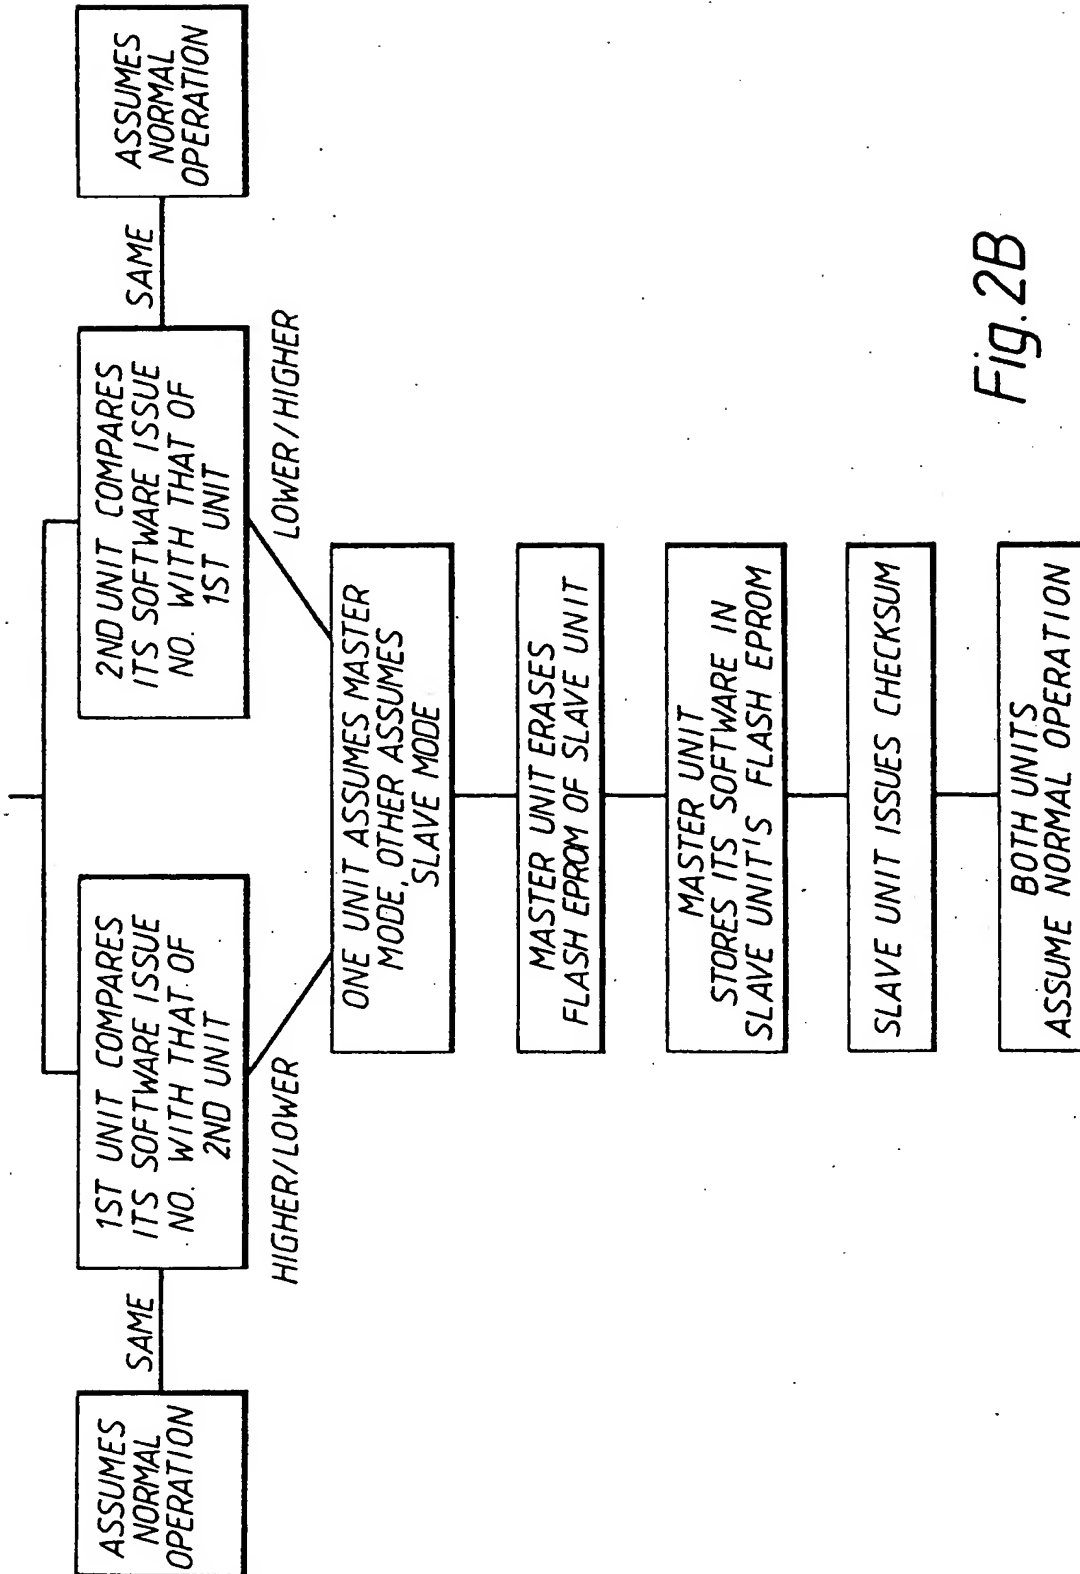 1ST UNIT COMPARES
ITS SOFTWARE ISSUE
NO. WITH THAT OF
2ND UNIT
2ND UNIT COMPARES
ITS SOFTWARE ISSUE
NO. WITH THAT OF
1ST UNIT
ASSUMES
NORMAL
OPERATION
SAME
SAME
ASSUMES
NORMAL
OPERATION
HIGHER/LOWER
LOWER/HIGHER
ONE UNIT ASSUMES MASTER
MODE, OTHER ASSUMES
SLAVE MODE
MASTER UNIT ERASES
FLASH EPROM OF SLAVE UNIT
MASTER UNIT
STORES ITS SOFTWARE IN
SLAVE UNIT'S FLASH EPROM
SLAVE UNIT ISSUES CHECKSUM
BOTH UNITS
ASSUME NORMAL OPERATION
Fig.2B